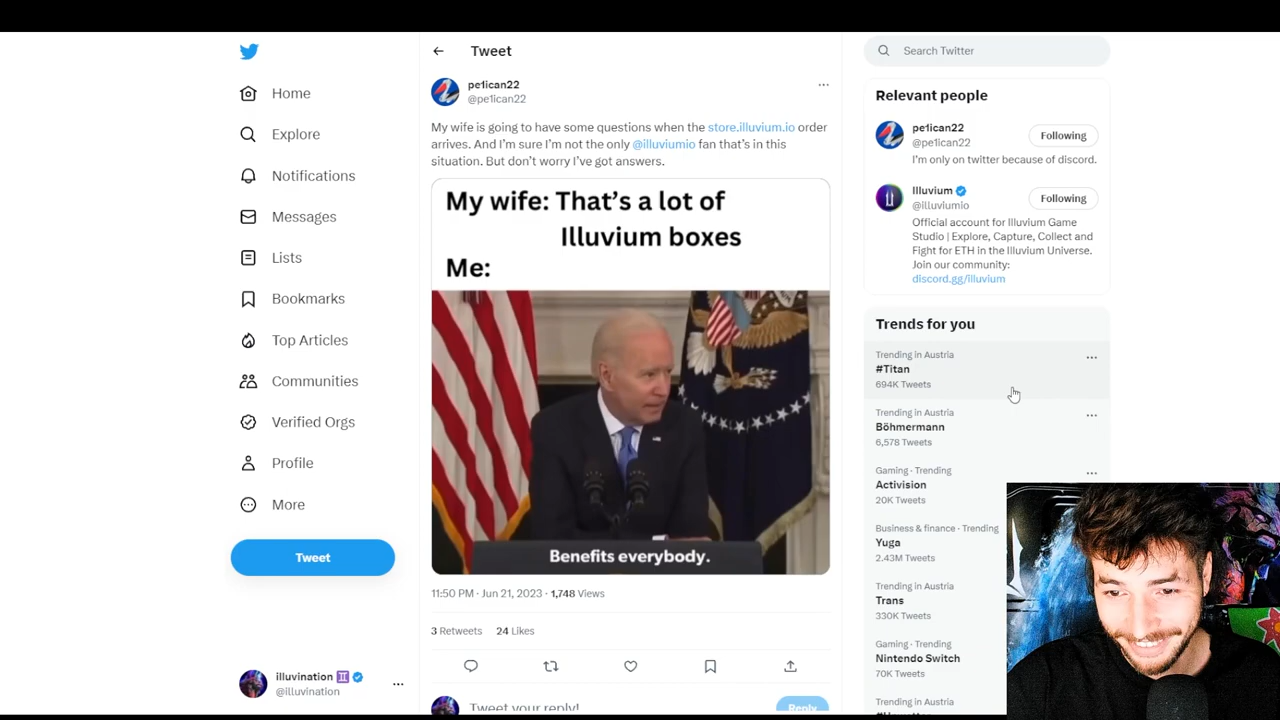 Home
Explore
Notifications
Messages
Lists
Bookmarks
Top Articles
Communities
Verified Orgs
Profile
More
Tweet
illuvination
@illuvination
Tweet
pe1ican22
@pe1ican22
My wife is going to have some questions when the store.illuvium.io order
arrives. And I'm sure I'm not the only @illuviumio fan that's in this
situation. But don't worry I've got answers.
My wife: That's a lot of
Illuvium boxes
Me:
Benefits everybody.
11:50 PM · Jun 21, 2023 · 1,748 Views
3 Retweets 24 Likes
Tweet your reply!
Reply
Search Twitter
Relevant people
pe1ican22
@pe1ican22
Following
I'm only on twitter because of discord.
Illuvium
@illuviumio
Following
Official account for Illuvium Game
Studio | Explore, Capture, Collect and
Fight for ETH in the Illuvium Universe.
Join our community:
discord.gg/illuvium
Trends for you
Trending in Austria
#Titan
694K Tweets
Trending in Austria
Böhmermann
6,578 Tweets
Gaming · Trending
Activision
20K Tweets
Business & finance · Trending
Yuga
2.43M Tweets
Trending in Austria
Trans
330K Tweets
Gaming · Trending
Nintendo Switch
70K Tweets
Trending in Austria